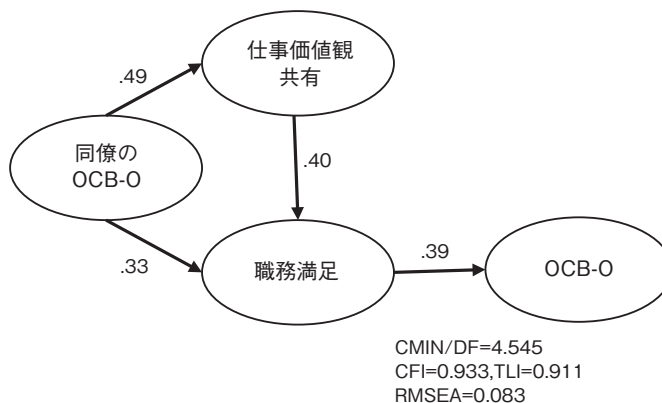 仕事価値観
共有
.49
同僚の
OCB-O
.40
.33
職務満足
.39
OCB-O
CMIN/DF=4.545
CFI=0.933,TLI=0.911
RMSEA=0.083